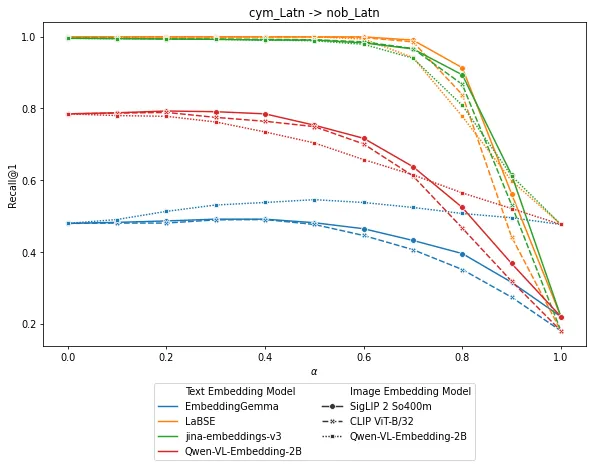 cym_Latn -> nob_Latn
1.0
0.8
0.6
0.4
0.2
Recall@1
0.0 0.2 0.4 0.6 0.8 1.0
α
Text Embedding Model Image Embedding Model
EmbeddingGemma SigLIP 2 So400m
LaBSE CLIP ViT-B/32
jina-embeddings-v3 Qwen-VL-Embedding-2B
Qwen-VL-Embedding-2B